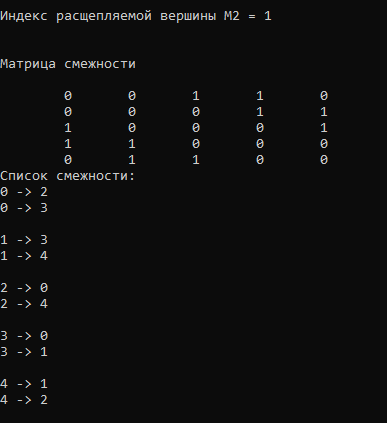 Индекс расщепляемой вершины M2 = 1
Матрица смежности
0 0 1 1 0
0 0 0 1 1
1 0 0 0 1
1 1 0 0 0
0 1 1 0 0
Список смежности:
0 -> 2
0 -> 3
1 -> 3
1 -> 4
2 -> 0
2 -> 4
3 -> 0
3 -> 1
4 -> 1
4 -> 2